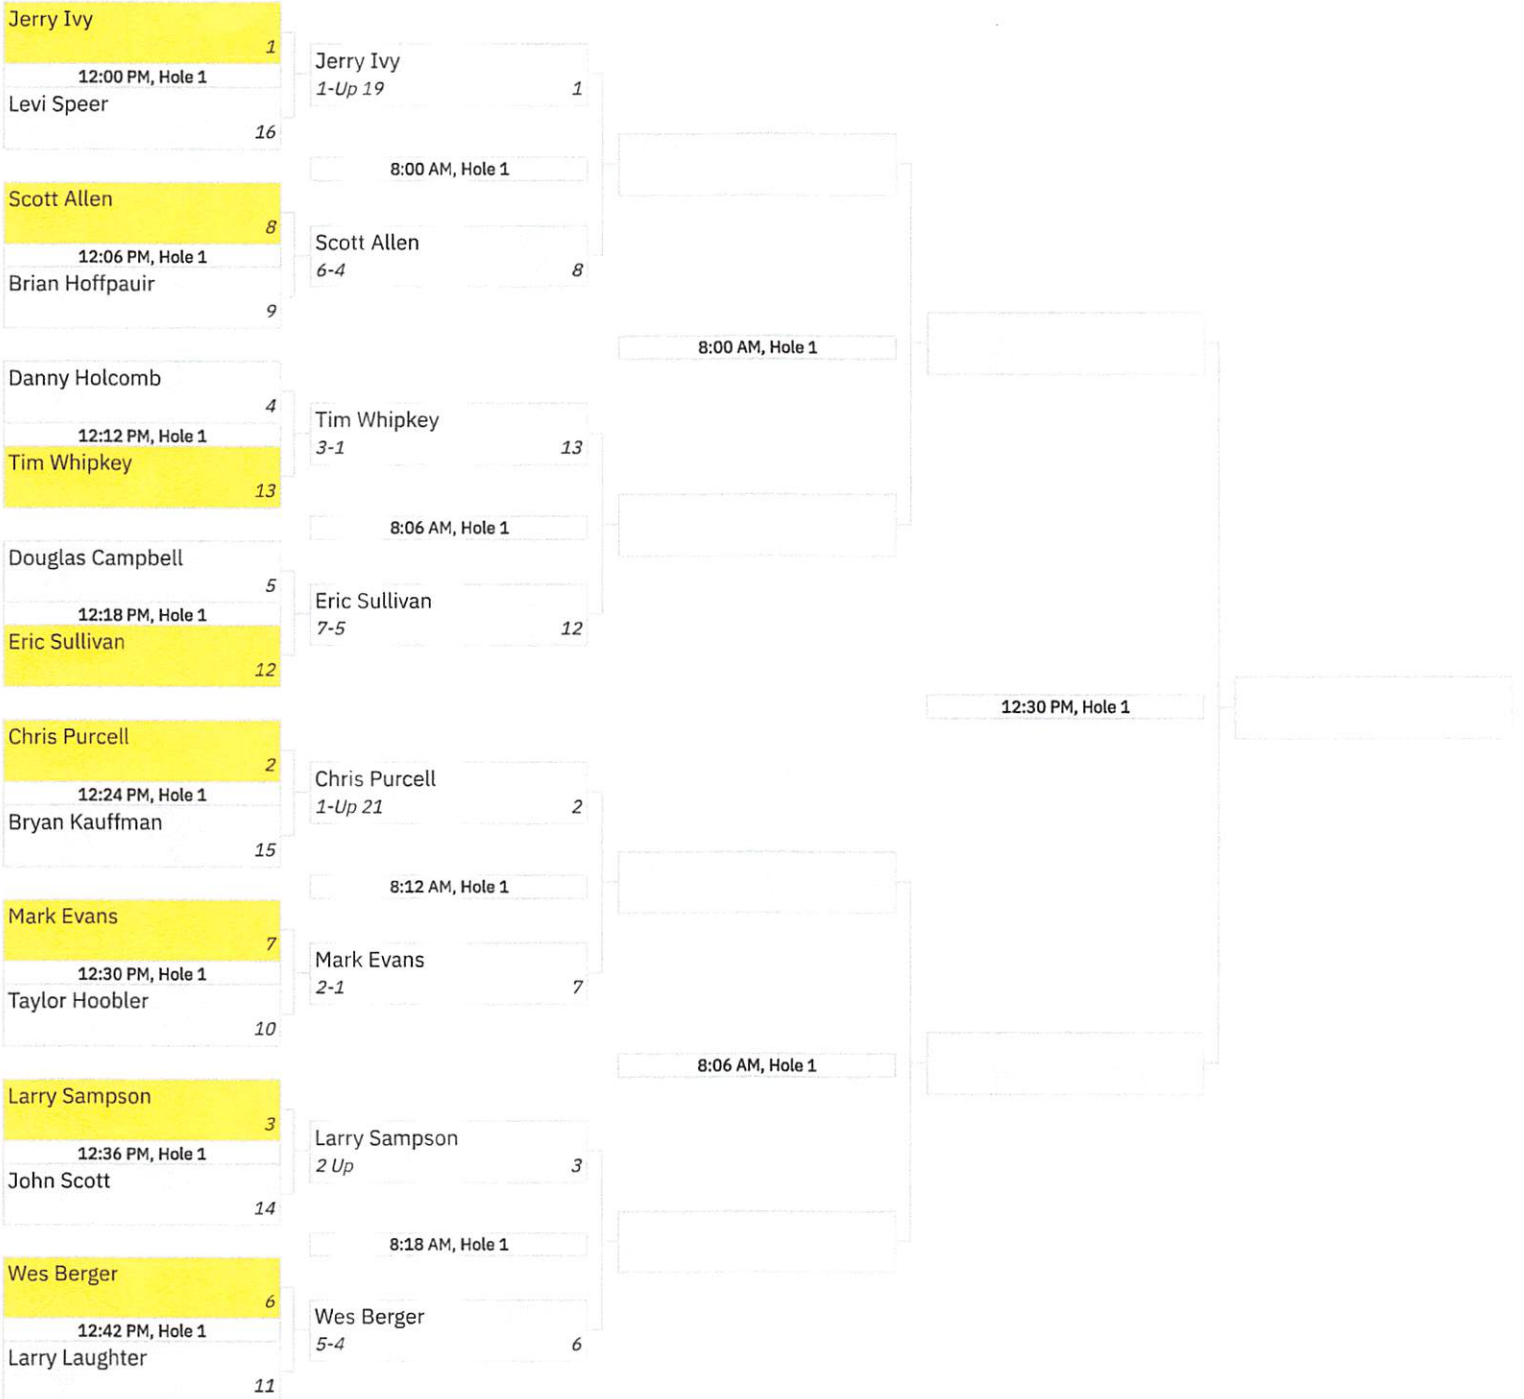 Jerry Ivy
1
12:00 PM, Hole 1
Levi Speer
16
Scott Allen
8
12:06 PM, Hole 1
Brian Hoffpauir
9
Danny Holcomb
4
12:12 PM, Hole 1
Tim Whipkey
13
Douglas Campbell
5
12:18 PM, Hole 1
Eric Sullivan
12
Chris Purcell
2
12:24 PM, Hole 1
Bryan Kauffman
15
Mark Evans
7
12:30 PM, Hole 1
Taylor Hoobler
10
Larry Sampson
3
12:36 PM, Hole 1
John Scott
14
Wes Berger
6
12:42 PM, Hole 1
Larry Laughter
11
Jerry Ivy
1-Up 19 1
8:00 AM, Hole 1
Scott Allen
6-4 8
Tim Whipkey
3-1 13
8:06 AM, Hole 1
Eric Sullivan
7-5 12
Chris Purcell
1-Up 21 2
8:12 AM, Hole 1
Mark Evans
2-1 7
Larry Sampson
2 Up 3
8:18 AM, Hole 1
Wes Berger
5-4 6
8:00 AM, Hole 1
8:06 AM, Hole 1
12:30 PM, Hole 1